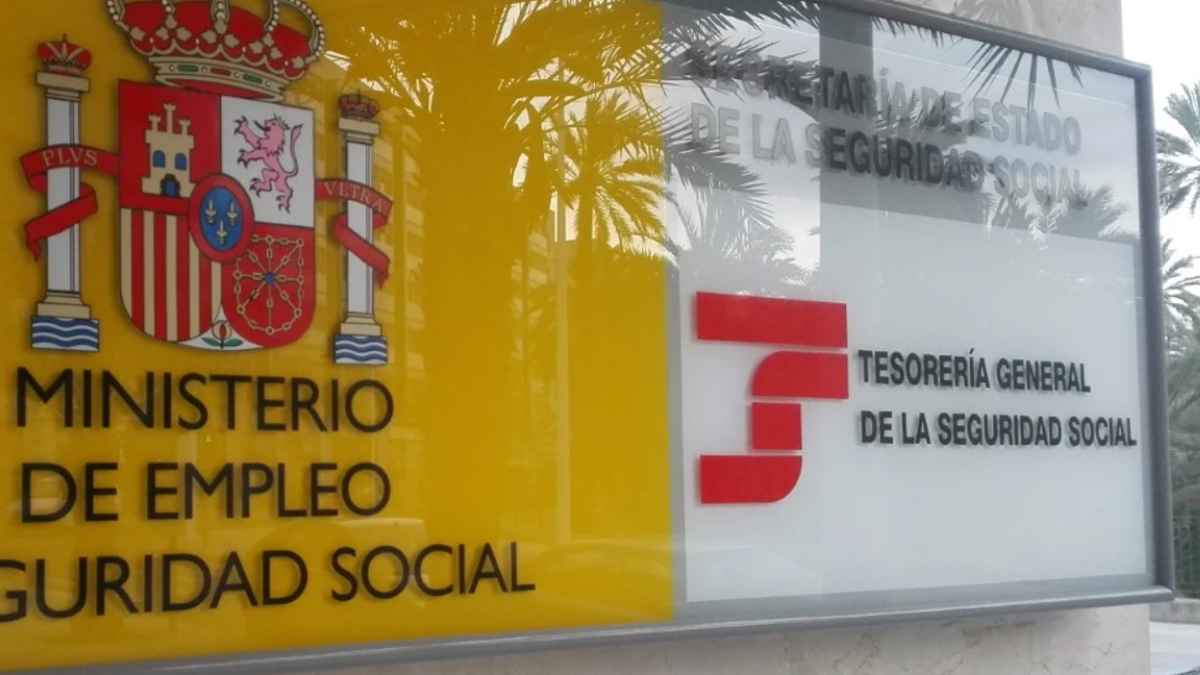 PLVS
VLTRA
MINISTERIO
DE EMPLEO
GURIDAD SOCIAL
SECRETARÍA DE ESTADO
DE LA SEGURIDAD SOCIAL
TESORERÍA GENERAL
DE LA SEGURIDAD SOCIAL